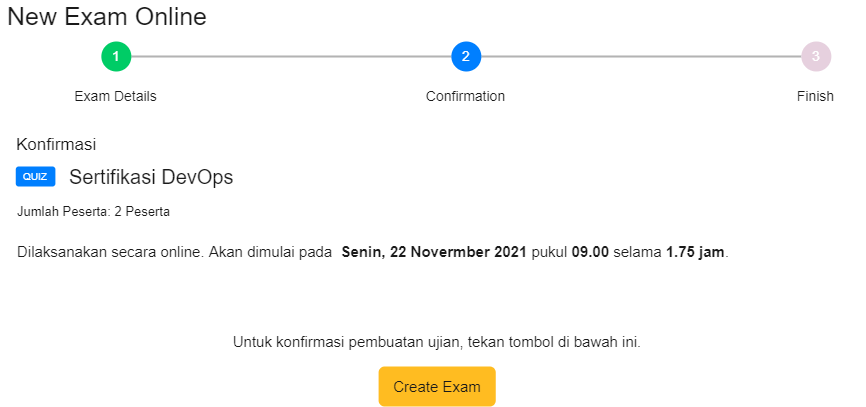 New Exam Online
1 2 3
Exam Details Confirmation Finish
Konfirmasi
QUIZ Sertifikasi DevOps
Jumlah Peserta: 2 Peserta
Dilaksanakan secara online. Akan dimulai pada Senin, 22 Novermber 2021 pukul 09.00 selama 1.75 jam.
Untuk konfirmasi pembuatan ujian, tekan tombol di bawah ini.
Create Exam